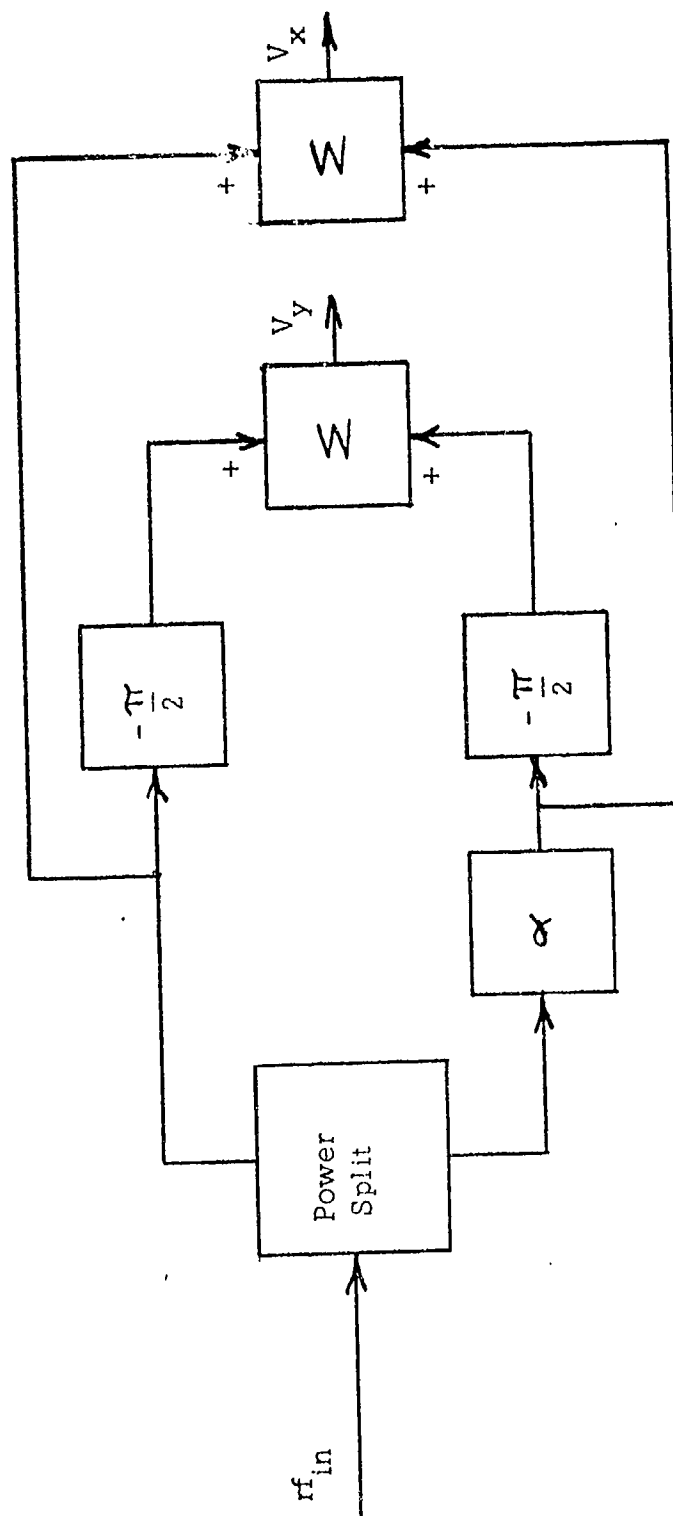 rf_in
Power
Split
α
-π/2
-π/2
+
+
Σ
V_y
+
+
Σ
V_x